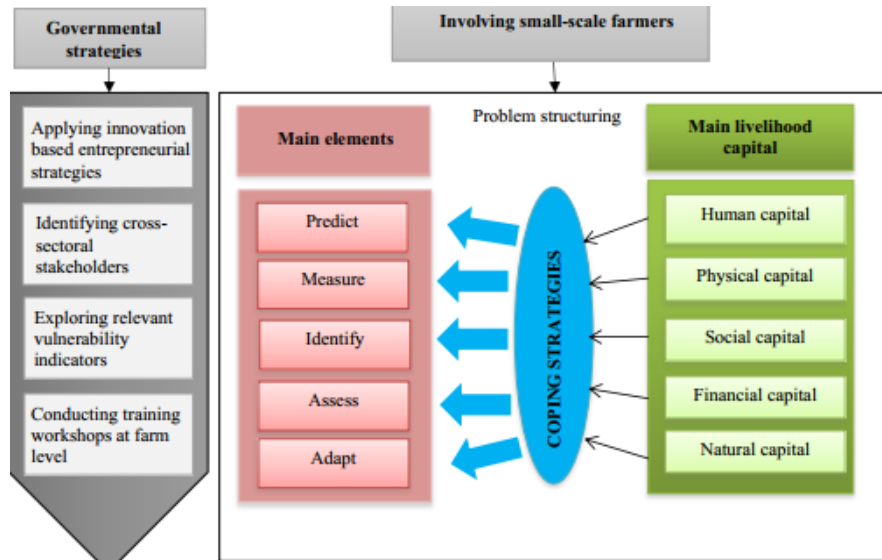 Governmental
strategies
Applying innovation
based entrepreneurial
strategies
Identifying cross-
sectoral
stakeholders
Exploring relevant
vulnerability
indicators
Conducting training
workshops at farm
level
Involving small-scale farmers
Problem structuring
Main elements
Predict
Measure
Identify
Assess
Adapt
COPING STRATEGIES
Main livelihood
capital
Human capital
Physical capital
Social capital
Financial capital
Natural capital